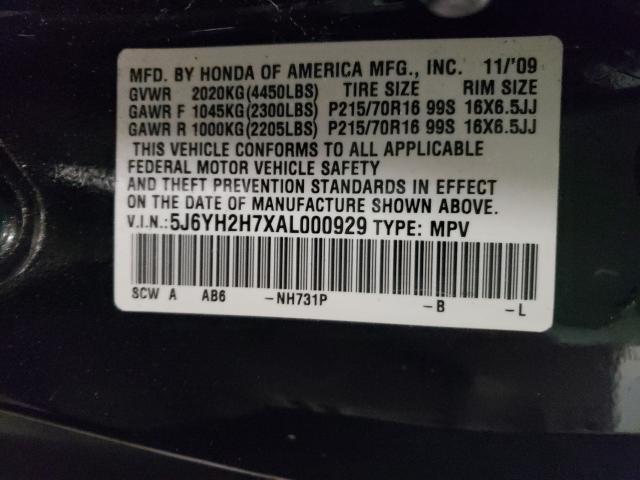 MFD. BY HONDA OF AMERICA MFG., INC. 11/'09
GVWR 2020KG(4450LBS) TIRE SIZE RIM SIZE
GAWR F 1045KG(2300LBS) P215/70R16 99S 16X6.5JJ
GAWR R 1000KG(2205LBS) P215/70R16 99S 16X6.5JJ
THIS VEHICLE CONFORMS TO ALL APPLICABLE
FEDERAL MOTOR VEHICLE SAFETY
AND THEFT PREVENTION STANDARDS IN EFFECT
ON THE DATE OF MANUFACTURE SHOWN ABOVE.
V.I.N.:5J6YH2H7XAL000929 TYPE: MPV
SCW A AB6 -NH731P -B -L